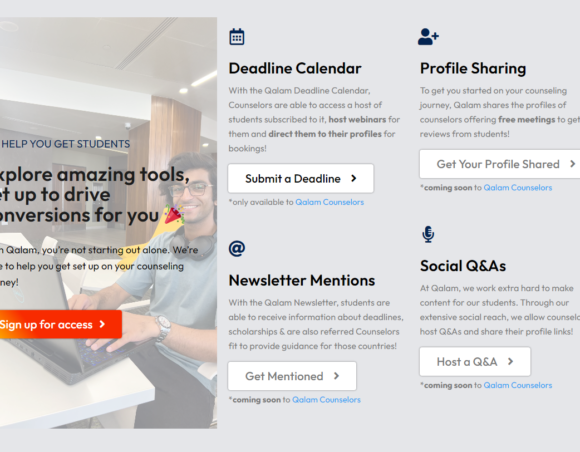 HELP YOU GET STUDENTS
xplore amazing tools,
et up to drive
onversions for you
Qalam, you're not starting out alone. We're
to help you get set up on your counseling
ney!
Sign up for access
Deadline Calendar
With the Qalam Deadline Calendar,
Counselors are able to access a host of
students subscribed to it, host webinars for
them and direct them to their profiles for
bookings!
Submit a Deadline
*only available to Qalam Counselors
Newsletter Mentions
With the Qalam Newsletter, students are
able to receive information about deadlines,
scholarships & are also referred Counselors
fit to provide guidance for those countries!
Get Mentioned
*coming soon to Qalam Counselors
Profile Sharing
To get you started on your counseling
journey, Qalam shares the profiles of
counselors offering free meetings to get
reviews from students!
Get Your Profile Shared
*coming soon to Qalam Counselors
Social Q&As
At Qalam, we work extra hard to make
content for our students. Through our
extensive social reach, we allow counselo
host Q&As and share their profile links!
Host a Q&A
*coming soon to Qalam Counselors